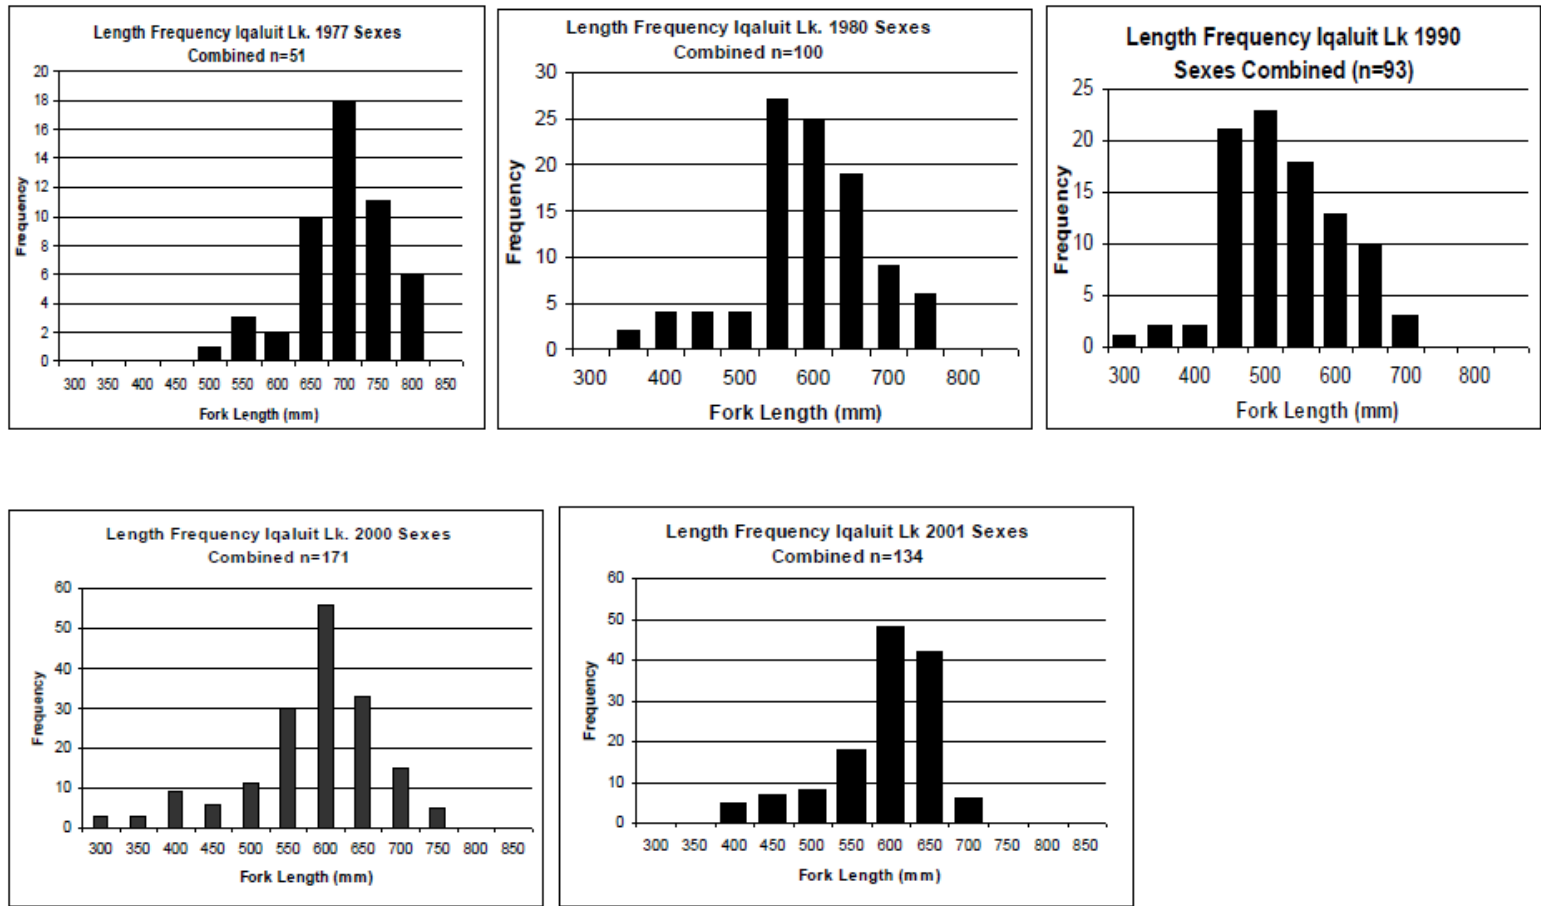 Length Frequency Iqaluit Lk. 1977 Sexes
Combined n=51
20
18
16
14
12
10
8
6
4
2
0
Frequency
300 350 400 450 500 550 600 650 700 750 800 850
Fork Length (mm)
Length Frequency Iqaluit Lk. 1980 Sexes
Combined n=100
30
25
20
15
10
5
0
Frequency
300 400 500 600 700 800
Fork Length (mm)
Length Frequency Iqaluit Lk 1990
Sexes Combined (n=93)
25
20
15
10
5
0
Frequency
300 400 500 600 700 800
Fork Length (mm)
Length Frequency Iqaluit Lk. 2000 Sexes
Combined n=171
60
50
40
30
20
10
0
Frequency
300 350 400 450 500 550 600 650 700 750 800 850
Fork Length (mm)
Length Frequency Iqaluit Lk 2001 Sexes
Combined n=134
60
50
40
30
20
10
0
Frequency
300 350 400 450 500 550 600 650 700 750 800 850
Fork Length (mm)